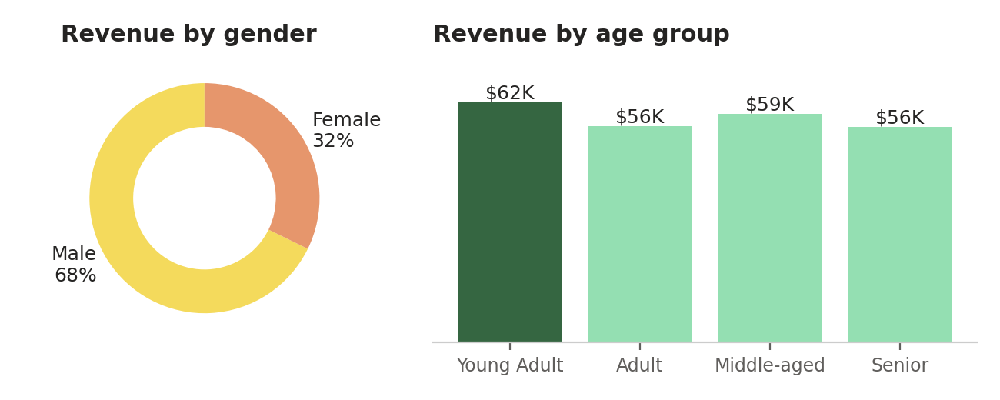 Revenue by gender
Female
32%
Male
68%
Revenue by age group
$62K
$56K
$59K
$56K
Young Adult
Adult
Middle-aged
Senior